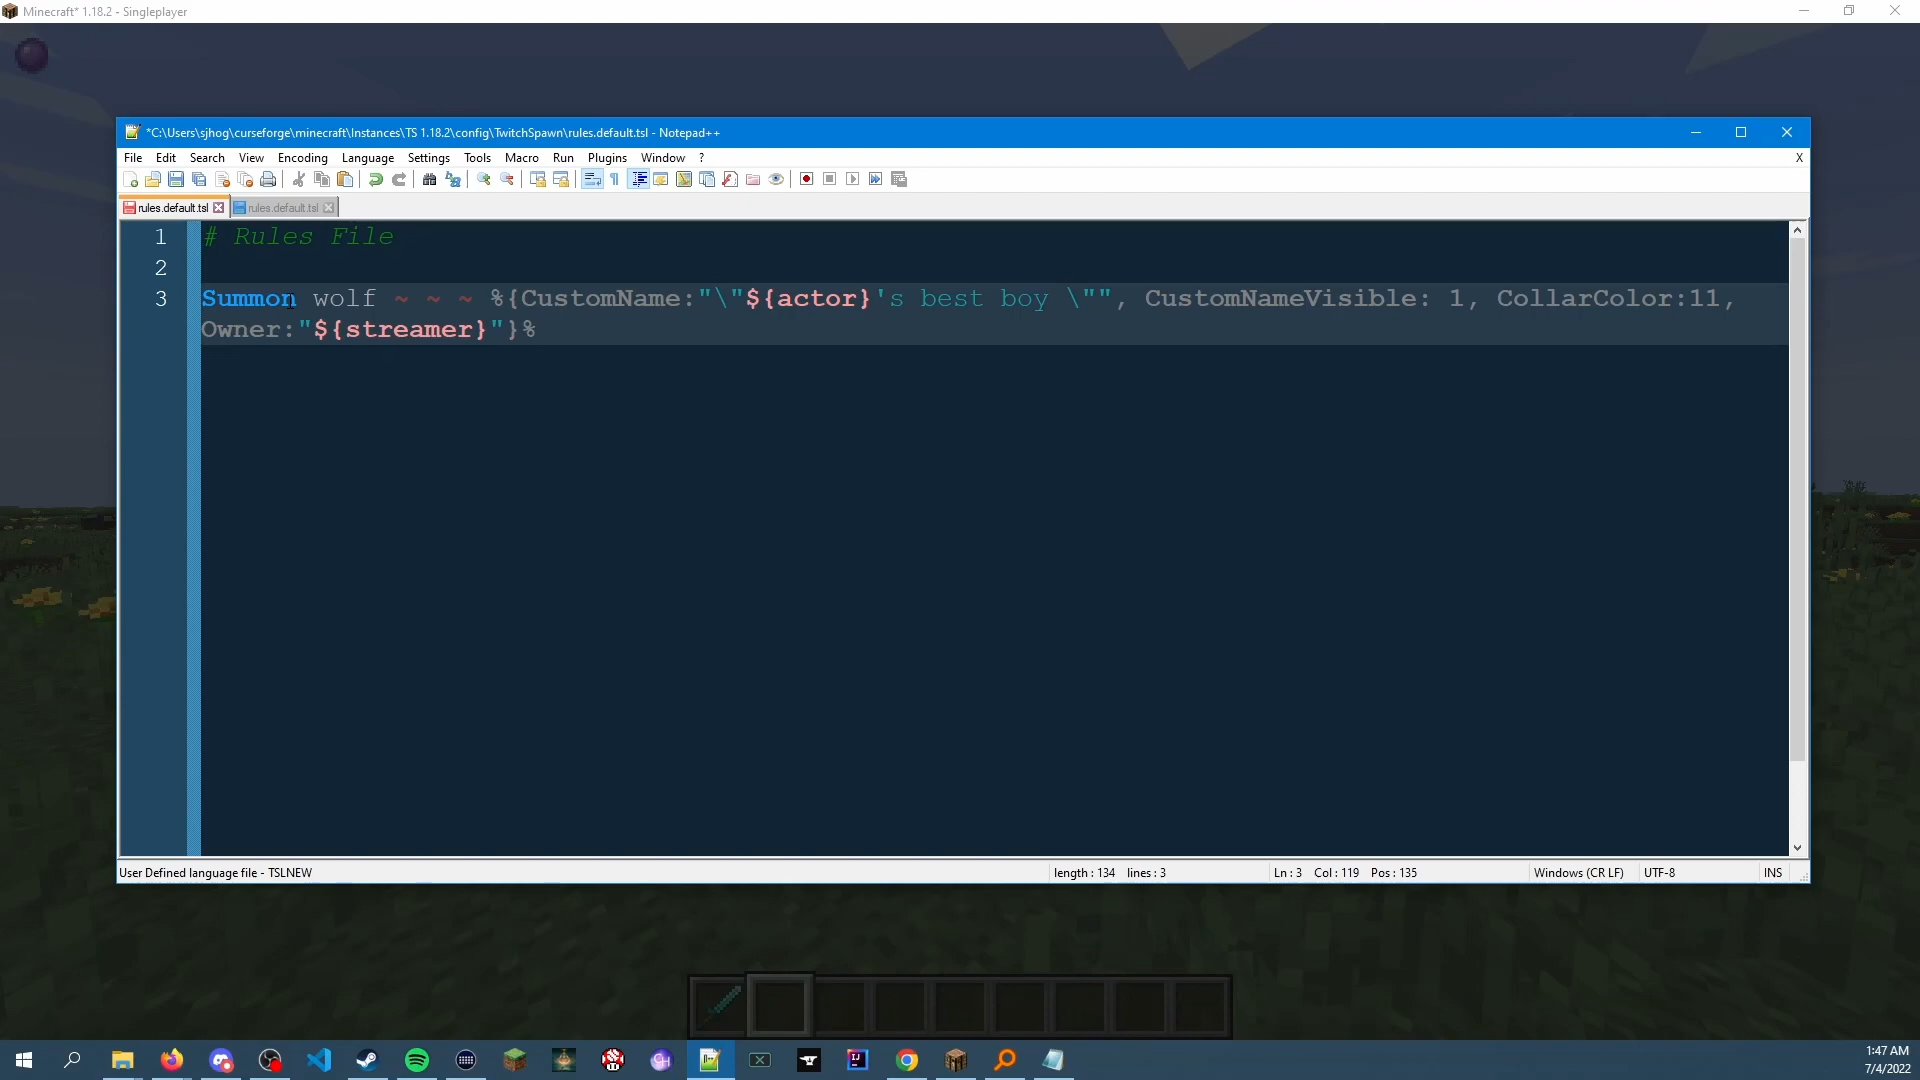 Minecraft* 1.18.2 - Singleplayer
*C:\Users\sjhog\curseforge\minecraft\Instances\TS 1.18.2\config\TwitchSpawn\rules.default.tsl - Notepad++
File Edit Search View Encoding Language Settings Tools Macro Run Plugins Window ? X
rules.default.tsl rules.default.tsl
1 # Rules File
2
3 Summon wolf ~ ~ ~ %{CustomName:"\"${actor}'s best boy \"", CustomNameVisible: 1, CollarColor:11,
Owner:"${streamer}"}%
User Defined language file - TSLNEW length : 134 lines : 3 Ln : 3 Col : 119 Pos : 135 Windows (CR LF) UTF-8 INS
1:47 AM
7/4/2022